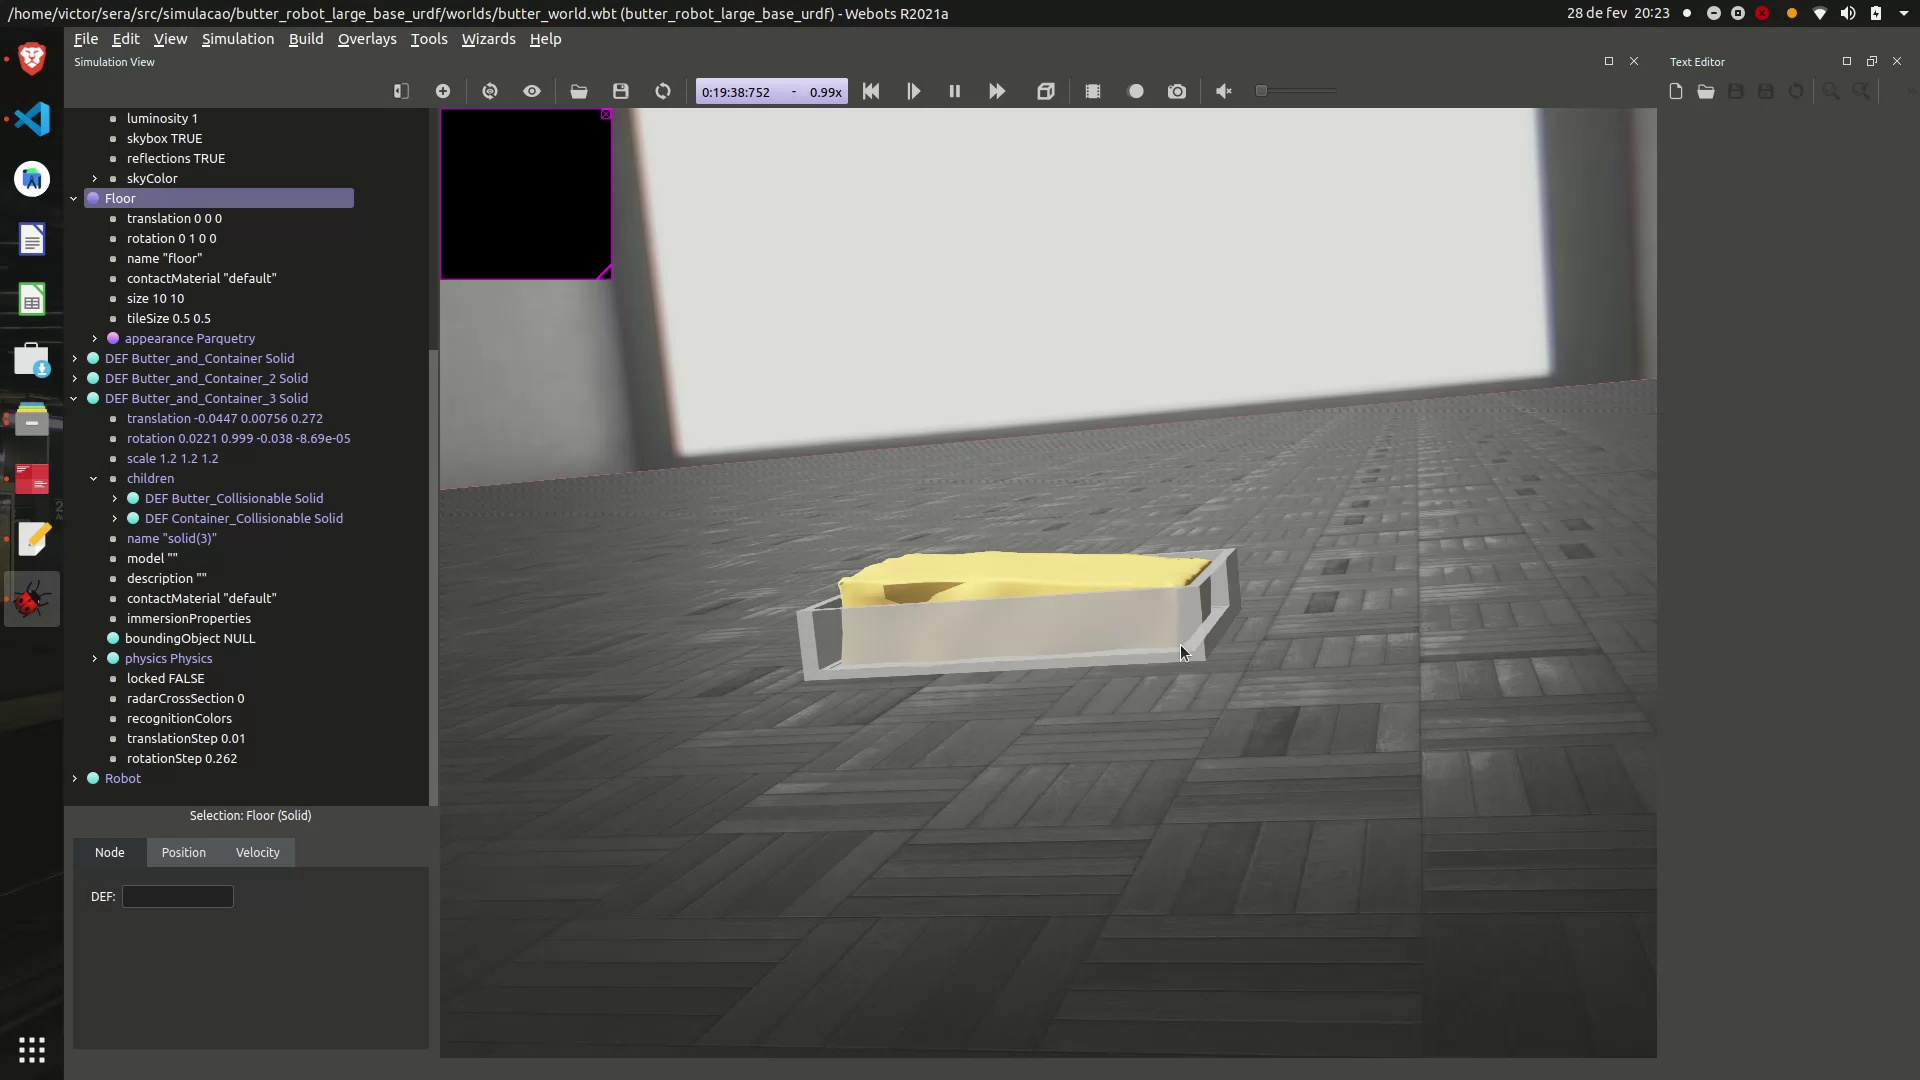 /home/victor/sera/src/simulacao/butter_robot_large_base_urdf/worlds/butter_world.wbt (butter_robot_large_base_urdf) - Webots R2021a
28 de fev 20:23
File Edit View Simulation Build Overlays Tools Wizards Help
Simulation View
Text Editor
0:19:38:752 - 0.99x
luminosity 1
skybox TRUE
reflections TRUE
skyColor
Floor
translation 0 0 0
rotation 0 1 0 0
name "floor"
contactMaterial "default"
size 10 10
tileSize 0.5 0.5
appearance Parquetry
DEF Butter_and_Container Solid
DEF Butter_and_Container_2 Solid
DEF Butter_and_Container_3 Solid
translation -0.0447 0.00756 0.272
rotation 0.0221 0.999 -0.038 -8.69e-05
scale 1.2 1.2 1.2
children
DEF Butter_Collisionable Solid
DEF Container_Collisionable Solid
name "solid(3)"
model ""
description ""
contactMaterial "default"
immersionProperties
boundingObject NULL
physics Physics
locked FALSE
radarCrossSection 0
recognitionColors
translationStep 0.01
rotationStep 0.262
Robot
Selection: Floor (Solid)
Node Position Velocity
DEF: